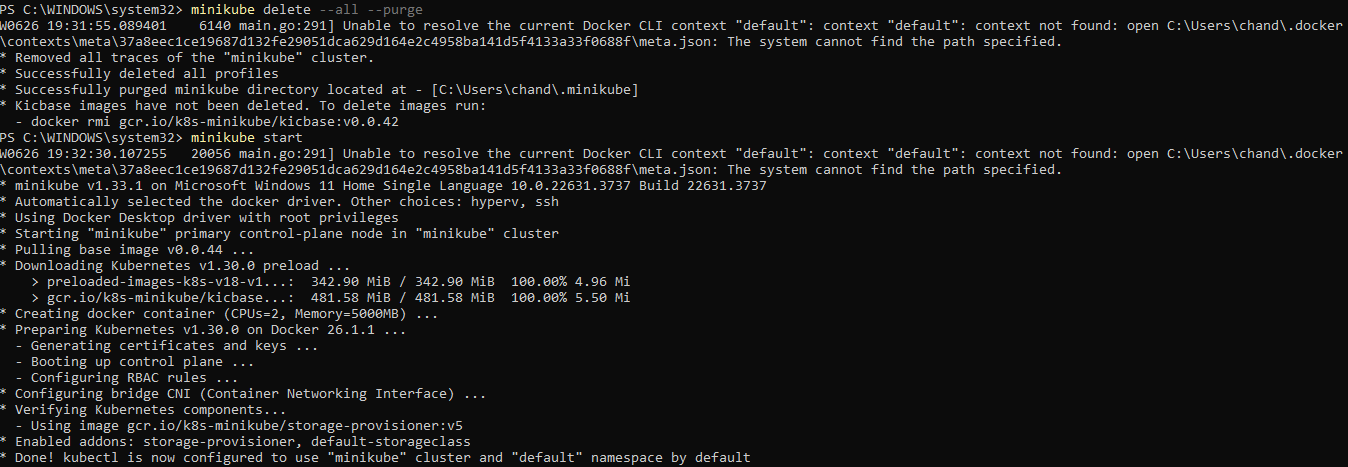 PS C:\WINDOWS\system32> minikube delete --all --purge
W0626 19:31:55.089401    6140 main.go:291] Unable to resolve the current Docker CLI context "default": context "default": context not found: open C:\Users\chand\.docker
\contexts\meta\37a8eec1ce19687d132fe29051dca629d164e2c4958ba141d5f4133a33f0688f\meta.json: The system cannot find the path specified.
* Removed all traces of the "minikube" cluster.
* Successfully deleted all profiles
* Successfully purged minikube directory located at - [C:\Users\chand\.minikube]
* Kicbase images have not been deleted. To delete images run:
  - docker rmi gcr.io/k8s-minikube/kicbase:v0.0.42
PS C:\WINDOWS\system32> minikube start
W0626 19:32:30.107255   20056 main.go:291] Unable to resolve the current Docker CLI context "default": context "default": context not found: open C:\Users\chand\.docker
\contexts\meta\37a8eec1ce19687d132fe29051dca629d164e2c4958ba141d5f4133a33f0688f\meta.json: The system cannot find the path specified.
* minikube v1.33.1 on Microsoft Windows 11 Home Single Language 10.0.22631.3737 Build 22631.3737
* Automatically selected the docker driver. Other choices: hyperv, ssh
* Using Docker Desktop driver with root privileges
* Starting "minikube" primary control-plane node in "minikube" cluster
* Pulling base image v0.0.44 ...
* Downloading Kubernetes v1.30.0 preload ...
    > preloaded-images-k8s-v18-v1...:  342.90 MiB / 342.90 MiB  100.00% 4.96 Mi
    > gcr.io/k8s-minikube/kicbase...:  481.58 MiB / 481.58 MiB  100.00% 5.50 Mi
* Creating docker container (CPUs=2, Memory=5000MB) ...
* Preparing Kubernetes v1.30.0 on Docker 26.1.1 ...
  - Generating certificates and keys ...
  - Booting up control plane ...
  - Configuring RBAC rules ...
* Configuring bridge CNI (Container Networking Interface) ...
* Verifying Kubernetes components...
  - Using image gcr.io/k8s-minikube/storage-provisioner:v5
* Enabled addons: storage-provisioner, default-storageclass
* Done! kubectl is now configured to use "minikube" cluster and "default" namespace by default